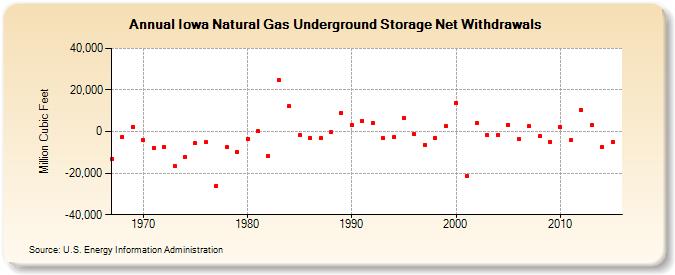 Annual Iowa Natural Gas Underground Storage Net Withdrawals
Million Cubic Feet
40,000
20,000
0
-20,000
-40,000
1970 1980 1990 2000 2010
Source: U.S. Energy Information Administration